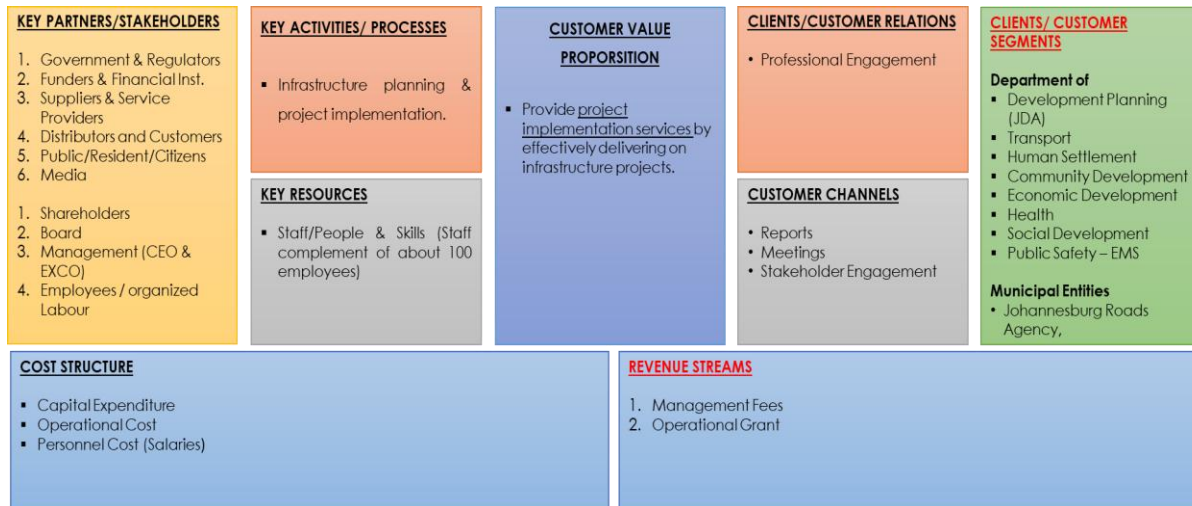 KEY PARTNERS/STAKEHOLDERS
1. Government & Regulators
2. Funders & Financial Inst.
3. Suppliers & Service
Providers
4. Distributors and Customers
5. Public/Resident/Citizens
6. Media
1. Shareholders
2. Board
3. Management (CEO &
EXCO)
4. Employees / organized
Labour
KEY ACTIVITIES/ PROCESSES
▪ Infrastructure planning &
project implementation.
KEY RESOURCES
▪ Staff/People & Skills (Staff
complement of about 100
employees)
CUSTOMER VALUE
PROPORSITION
▪ Provide project
implementation services by
effectively delivering on
infrastructure projects.
CLIENTS/CUSTOMER RELATIONS
• Professional Engagement
CUSTOMER CHANNELS
• Reports
• Meetings
• Stakeholder Engagement
CLIENTS/ CUSTOMER
SEGMENTS
Department of
▪ Development Planning
(JDA)
▪ Transport
▪ Human Settlement
▪ Community Development
▪ Economic Development
▪ Health
▪ Social Development
▪ Public Safety – EMS
Municipal Entities
• Johannesburg Roads
Agency,
COST STRUCTURE
▪ Capital Expenditure
▪ Operational Cost
▪ Personnel Cost (Salaries)
REVENUE STREAMS
1. Management Fees
2. Operational Grant